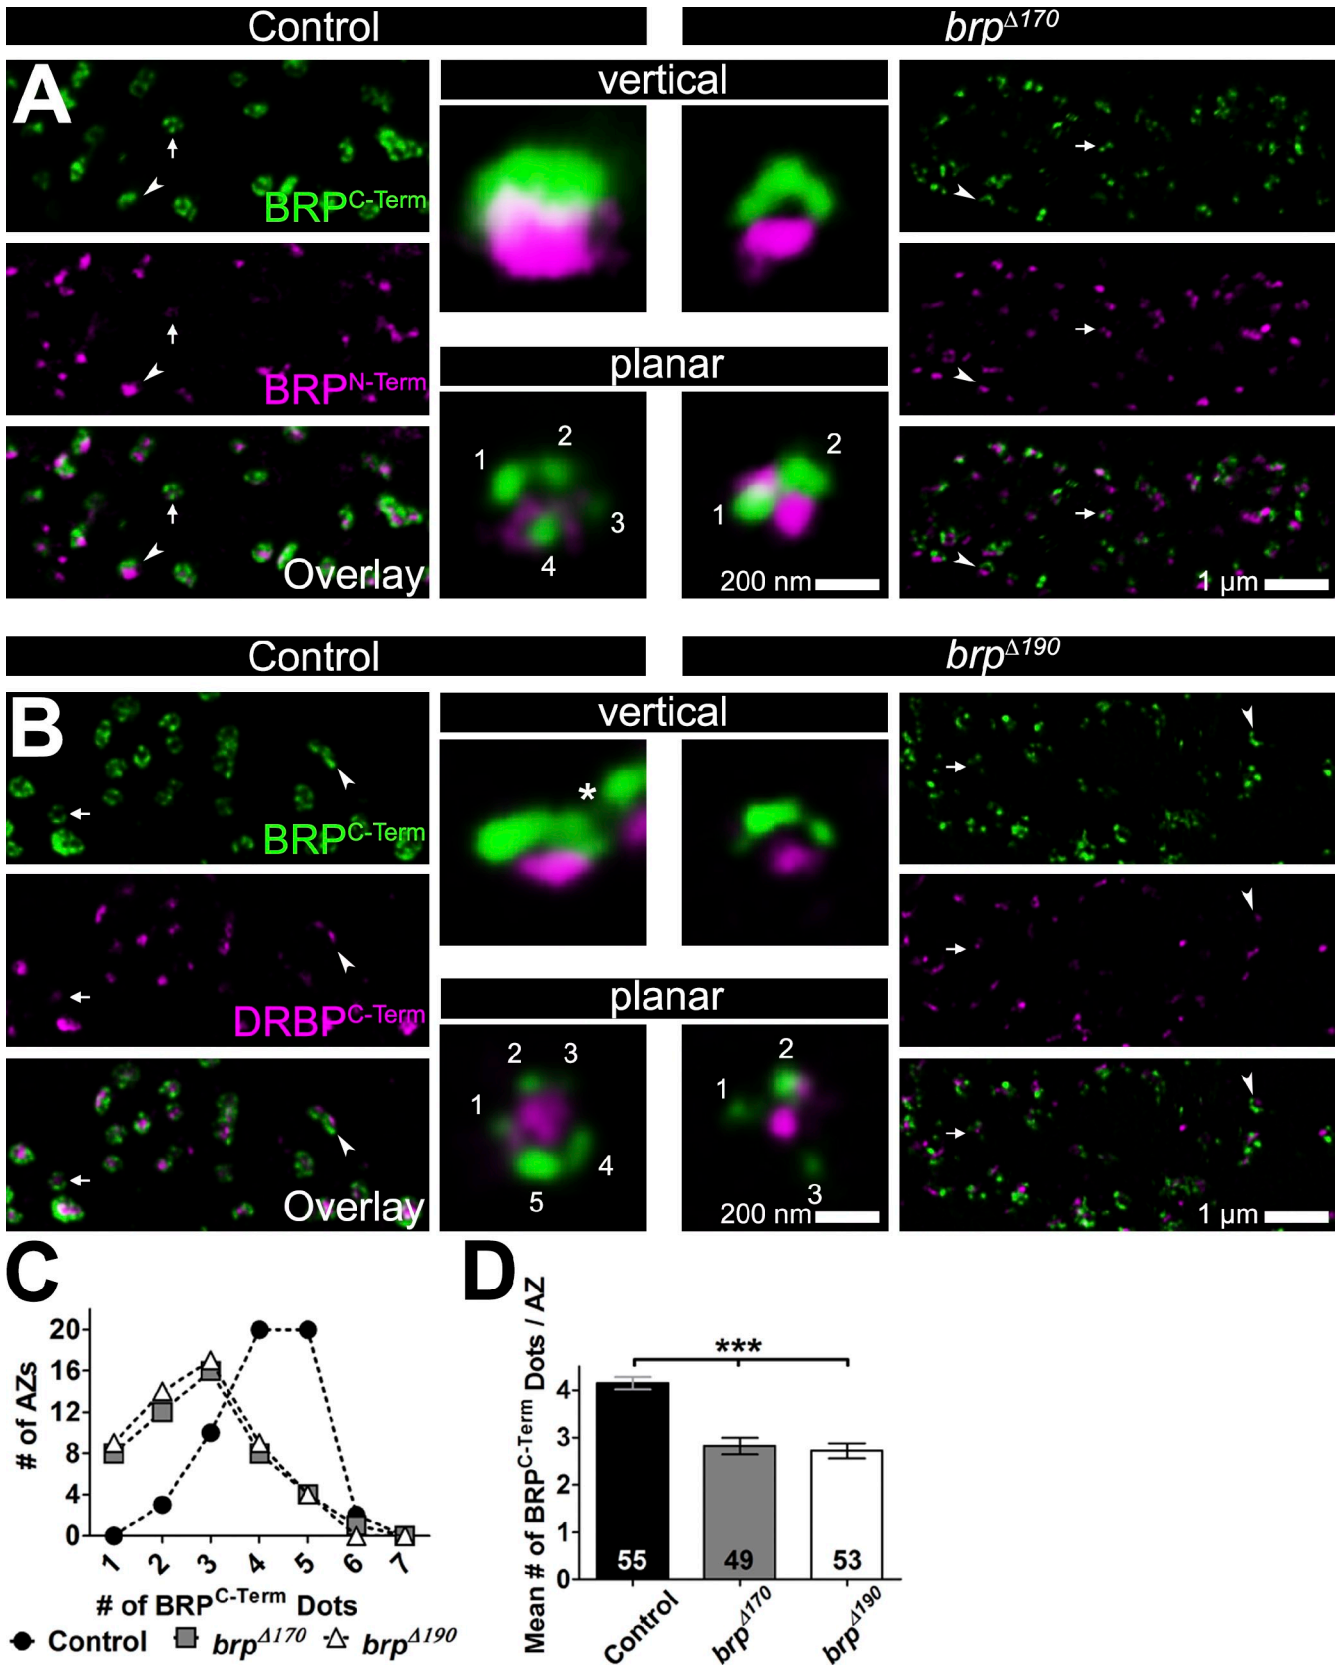 Control
brpΔ170
A
BRPC-Term
BRPN-Term
Overlay
vertical
planar
1
2
3
4
1
2
200 nm
1 µm
Control
brpΔ190
B
BRPC-Term
DRBPC-Term
Overlay
vertical
*
planar
1
2
3
4
5
1
2
3
200 nm
1 µm
C
# of AZs
20
16
12
8
4
0
1 2 3 4 5 6 7
# of BRPC-Term Dots
Control brpΔ170 brpΔ190
D
Mean # of BRPC-Term Dots / AZ
***
4
3
2
1
0
55 49 53
Control brpΔ170 brpΔ190